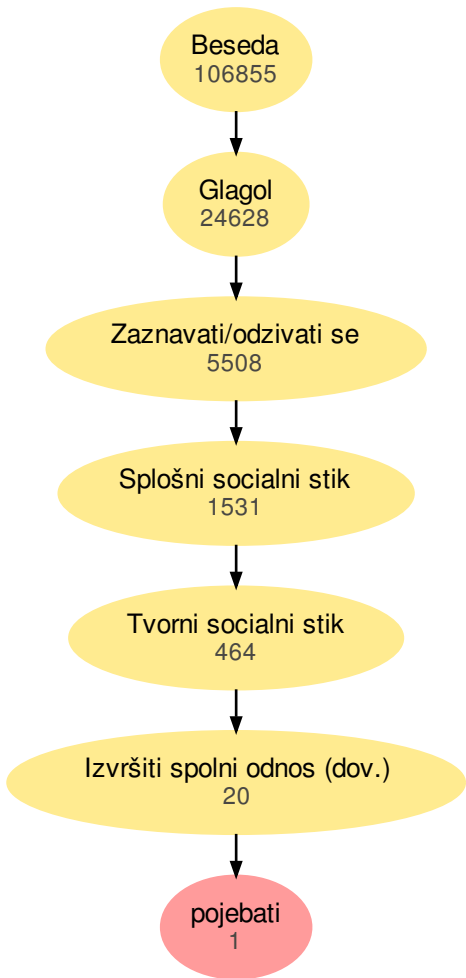 Beseda
106855
Glagol
24628
Zaznavati/odzivati se
5508
Splošni socialni stik
1531
Tvorni socialni stik
464
Izvršiti spolni odnos (dov.)
20
pojebati
1